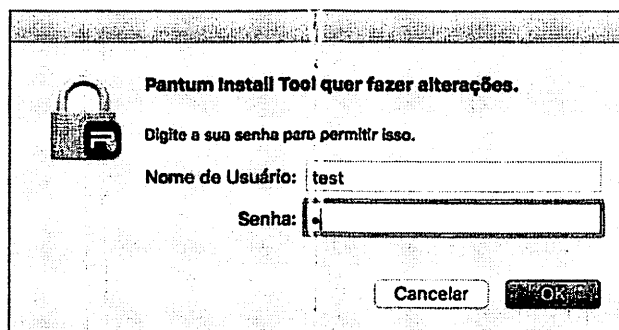 Pantum Install Tool quer fazer alterações.
Digite a sua senha para permitir isso.
Nome de Usuário: test
Senha: •
Cancelar OK